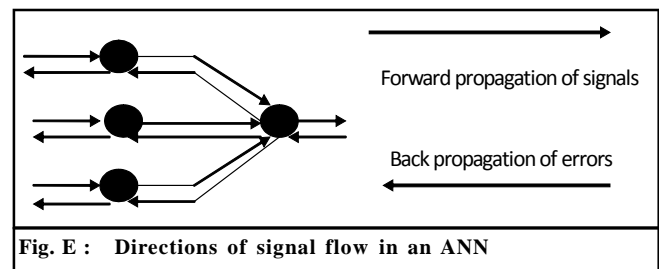 Forward propagation of signals
Back propagation of errors
Fig. E : Directions of signal flow in an ANN